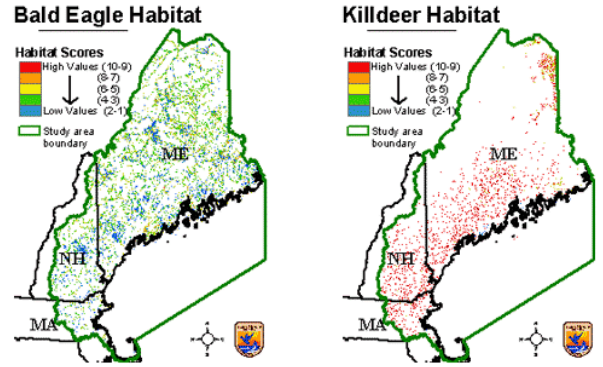 Bald Eagle Habitat
Habitat Scores
High Values (10-9)
(8-7)
(6-5)
(4-3)
Low Values (2-1)
Study area
boundary
ME
NH
MA
Killdeer Habitat
Habitat Scores
High Values (10-9)
(8-7)
(6-5)
(4-3)
Low Values (2-1)
Study area
boundary
ME
NH
MA